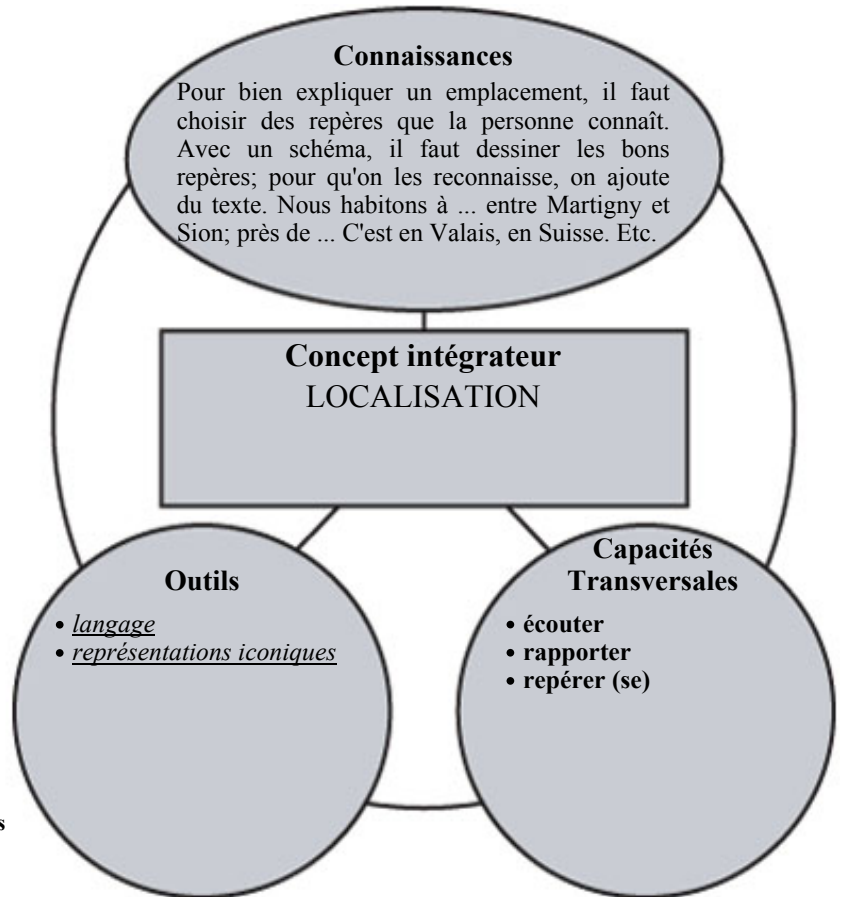 Connaissances
Pour bien expliquer un emplacement, il faut
choisir des repères que la personne connaît.
Avec un schéma, il faut dessiner les bons
repères; pour qu'on les reconnaisse, on ajoute
du texte. Nous habitons à ... entre Martigny et
Sion; près de ... C'est en Valais, en Suisse. Etc.
Concept intégrateur
LOCALISATION
Outils
• langage
• représentations iconiques
Capacités
Transversales
• écouter
• rapporter
• repérer (se)
s